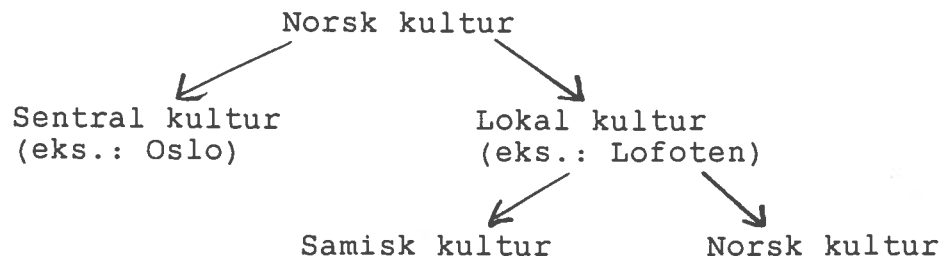 Norsk kultur
Sentral kultur
(eks.: Oslo)
Lokal kultur
(eks.: Lofoten)
Samisk kultur
Norsk kultur